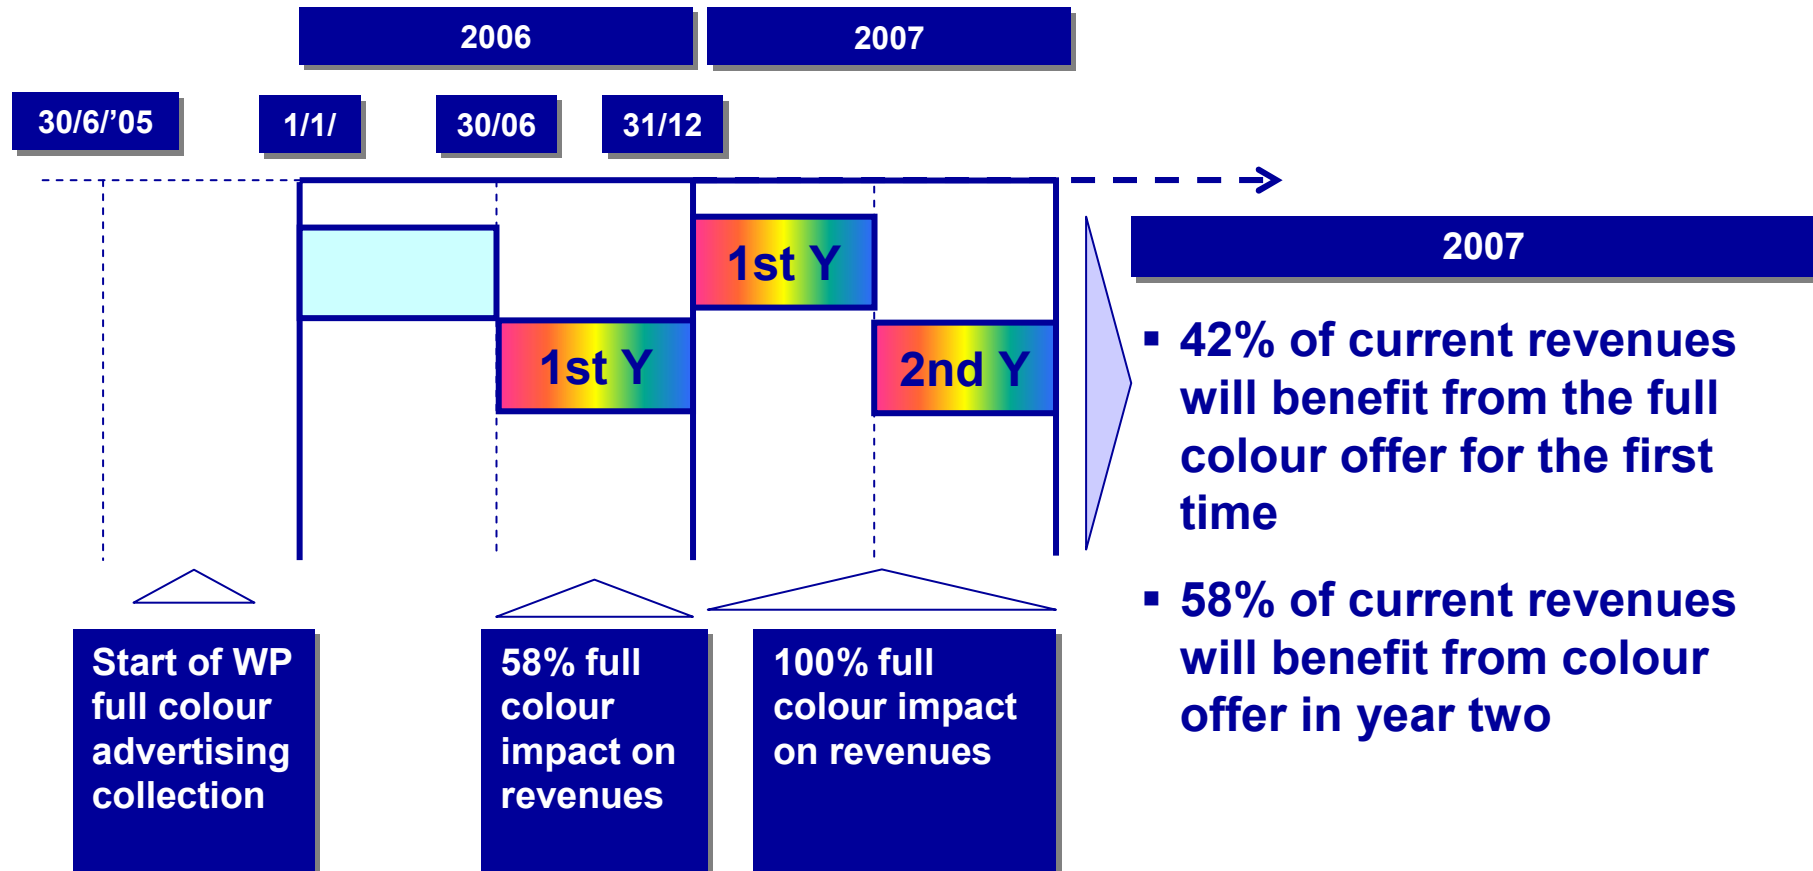 2006
2007
30/6/’05
1/1/
30/06
31/12
1st Y
1st Y
2nd Y
Start of WP
full colour
advertising
collection
58% full
colour
impact on
revenues
100% full
colour impact
on revenues
2007
▪ 42% of current revenues
will benefit from the full
colour offer for the first
time
▪ 58% of current revenues
will benefit from colour
offer in year two